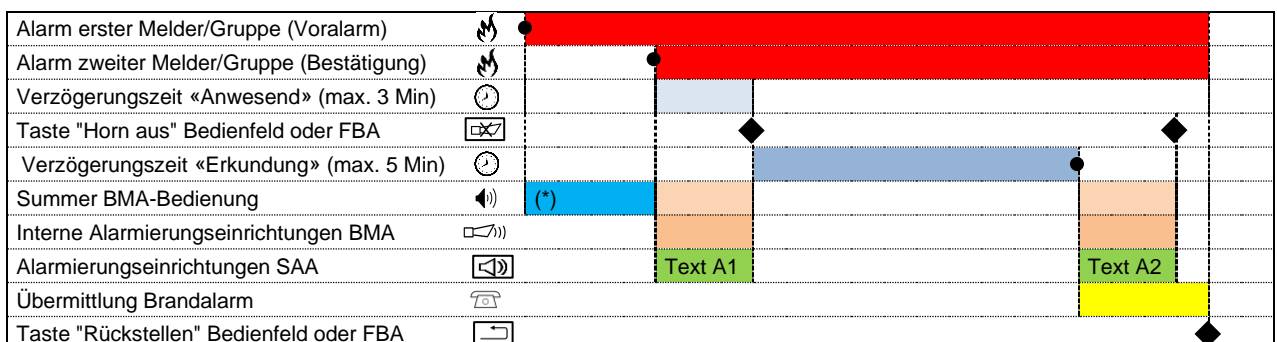 Alarm erster Melder/Gruppe (Voralarm)
Alarm zweiter Melder/Gruppe (Bestätigung)
Verzögerungszeit «Anwesend» (max. 3 Min)
Taste "Horn aus" Bedienfeld oder FBA
Verzögerungszeit «Erkundung» (max. 5 Min)
Summer BMA-Bedienung (*)
Interne Alarmierungseinrichtungen BMA
Alarmierungseinrichtungen SAA Text A1 Text A2
Übermittlung Brandalarm
Taste "Rückstellen" Bedienfeld oder FBA